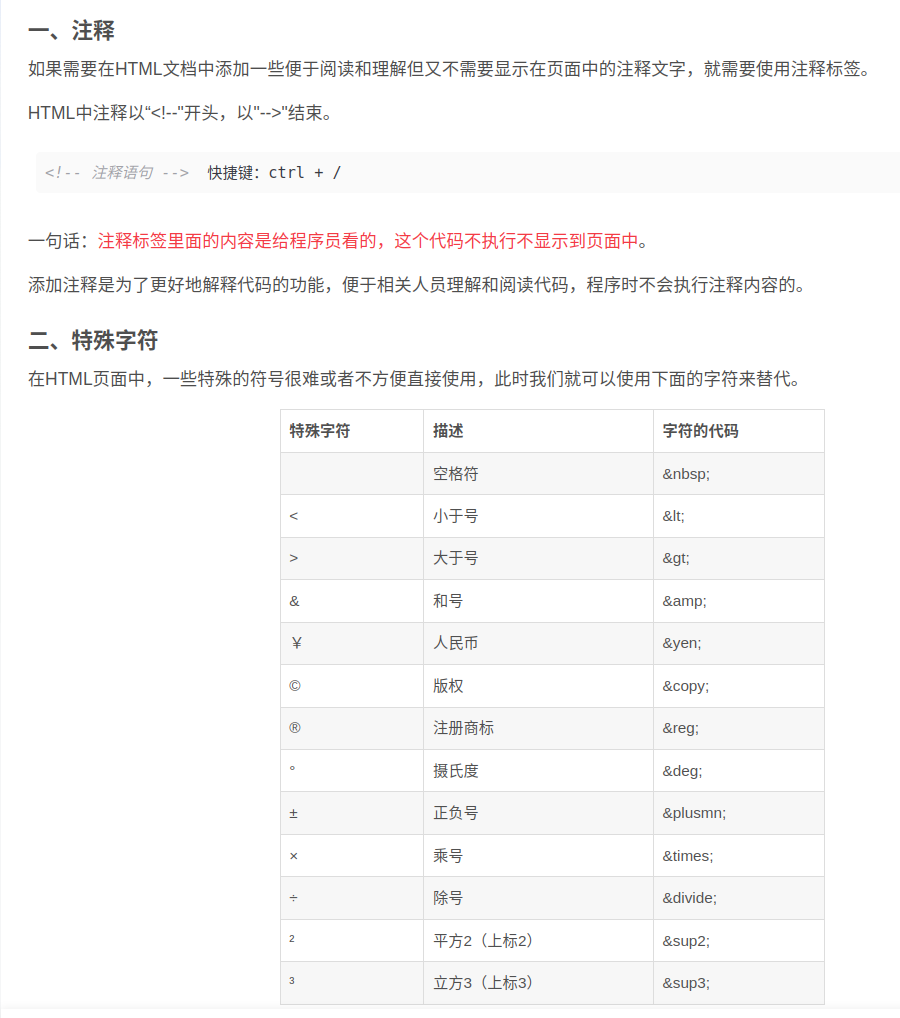 一、注释
如果需要在HTML文档中添加一些便于阅读和理解但又不需要显示在页面中的注释文字，就需要使用注释标签。
HTML中注释以“<!--"开头，以"-->"结束。
<!-- 注释语句 -->  快捷键：ctrl + /
一句话：注释标签里面的内容是给程序员看的，这个代码不执行不显示到页面中。
添加注释是为了更好地解释代码的功能，便于相关人员理解和阅读代码，程序时不会执行注释内容的。
二、特殊字符
在HTML页面中，一些特殊的符号很难或者不方便直接使用，此时我们就可以使用下面的字符来替代。
特殊字符 描述 字符的代码
空格符 &nbsp;
< 小于号 &lt;
> 大于号 &gt;
& 和号 &amp;
￥ 人民币 &yen;
© 版权 &copy;
® 注册商标 &reg;
° 摄氏度 &deg;
± 正负号 &plusmn;
× 乘号 &times;
÷ 除号 &divide;
² 平方2（上标2） &sup2;
³ 立方3（上标3） &sup3;